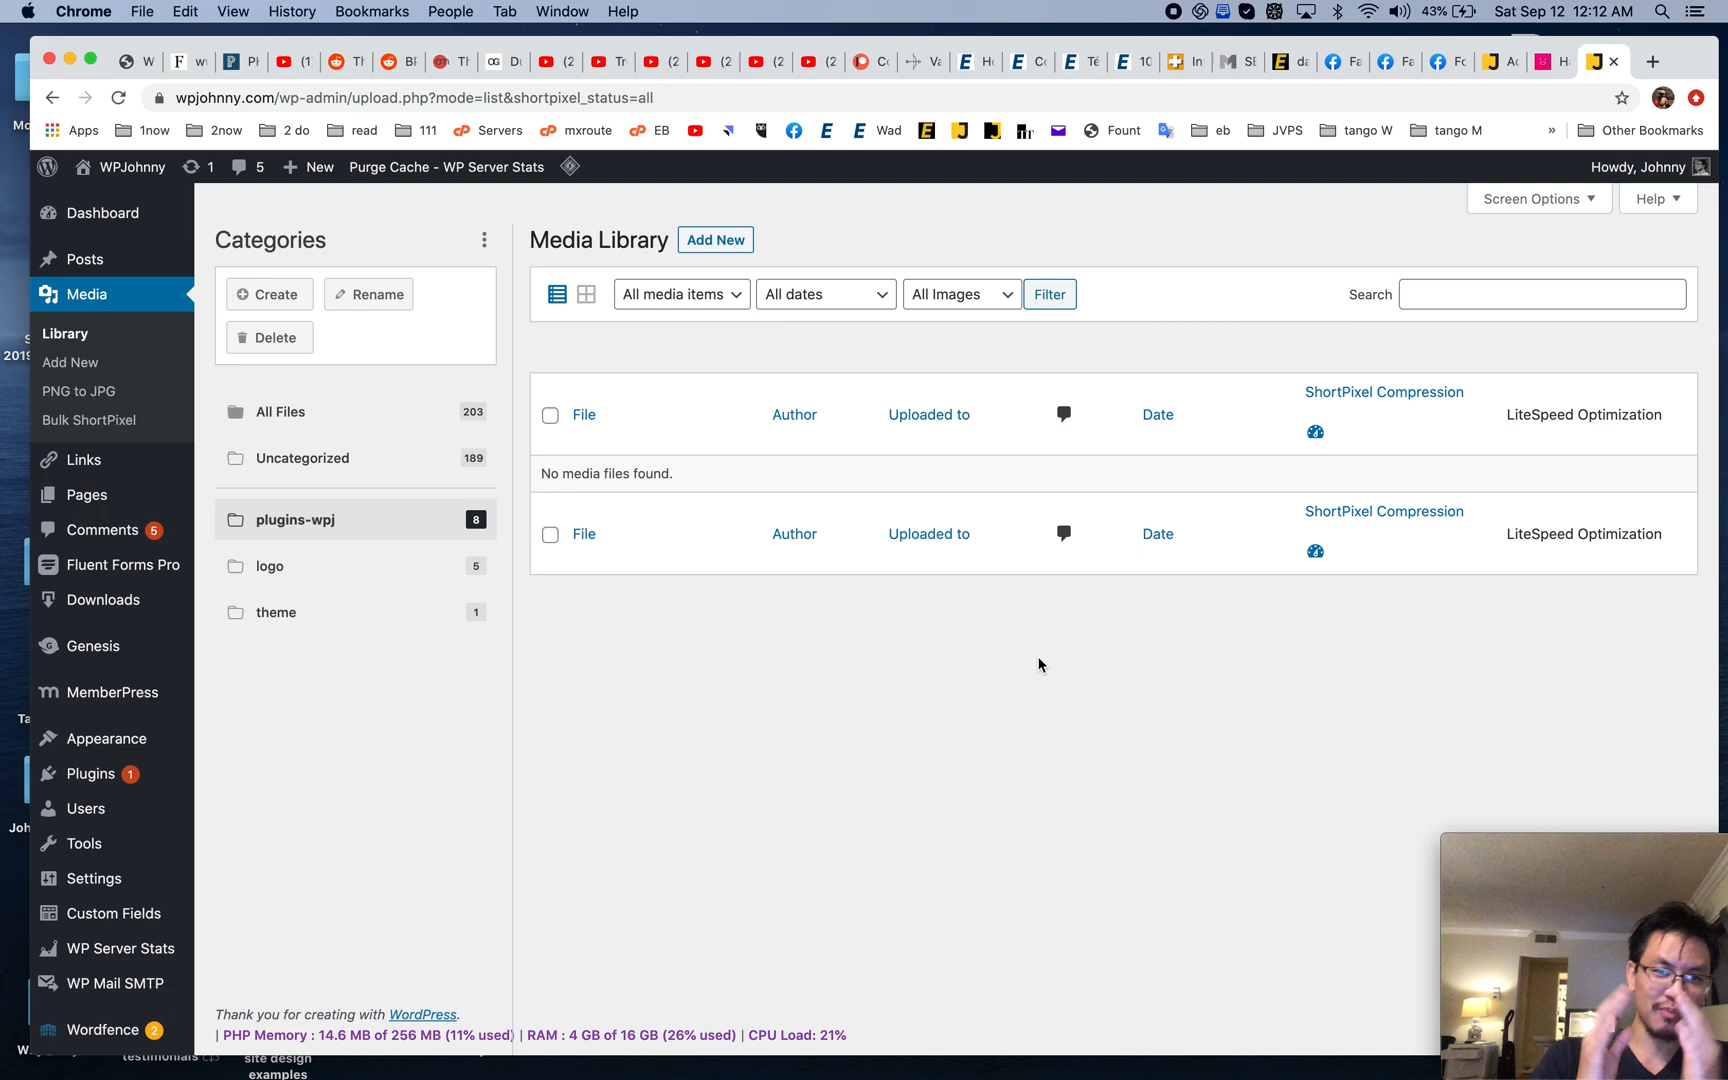 Chrome File Edit View History Bookmarks People Tab Window Help
43% Sat Sep 12 12:12 AM
wpjohnny.com/wp-admin/upload.php?mode=list&shortpixel_status=all
Apps 1now 2now 2 do read 111 Servers mxroute EB Wad Fount eb JVPS tango W tango M » Other Bookmarks
WPJohnny 1 5 New Purge Cache - WP Server Stats Howdy, Johnny
Screen Options Help
Dashboard
Posts
Media
Library
Add New
PNG to JPG
Bulk ShortPixel
Links
Pages
Comments 5
Fluent Forms Pro
Downloads
Genesis
MemberPress
Appearance
Plugins 1
Users
Tools
Settings
Custom Fields
WP Server Stats
WP Mail SMTP
Wordfence 2
Categories
Create Rename
Delete
All Files 203
Uncategorized 189
plugins-wpj 8
logo 5
theme 1
Media Library Add New
All media items All dates All Images Filter Search
ShortPixel Compression
File Author Uploaded to Date LiteSpeed Optimization
No media files found.
ShortPixel Compression
File Author Uploaded to Date LiteSpeed Optimization
Thank you for creating with WordPress.
| PHP Memory : 14.6 MB of 256 MB (11% used) | RAM : 4 GB of 16 GB (26% used) | CPU Load: 21%
testimonials
site design
examples